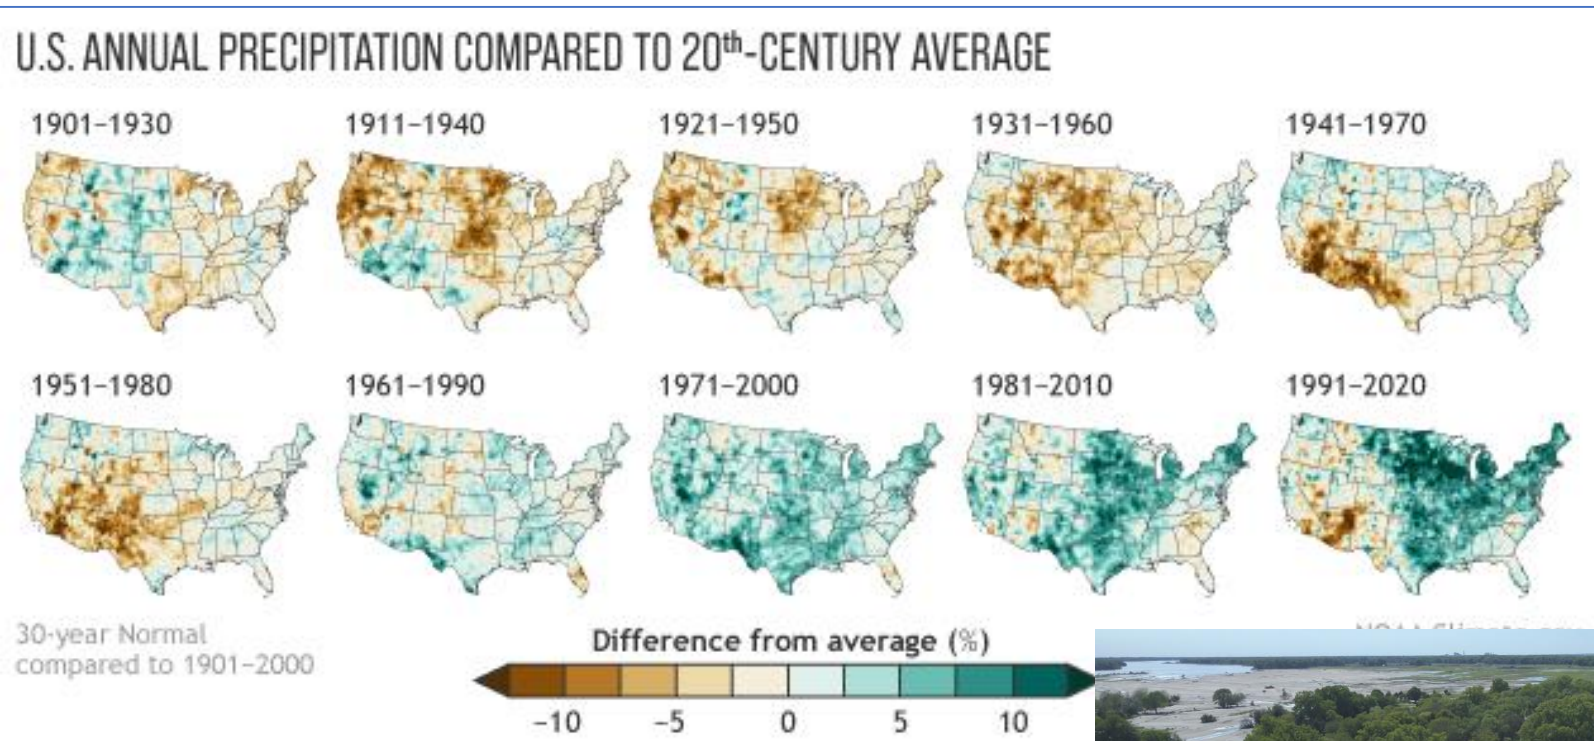 U.S. ANNUAL PRECIPITATION COMPARED TO 20th-CENTURY AVERAGE
1901–1930 1911–1940 1921–1950 1931–1960 1941–1970
1951–1980 1961–1990 1971–2000 1981–2010 1991–2020
30-year Normal
compared to 1901–2000
Difference from average (%)
-10 -5 0 5 10